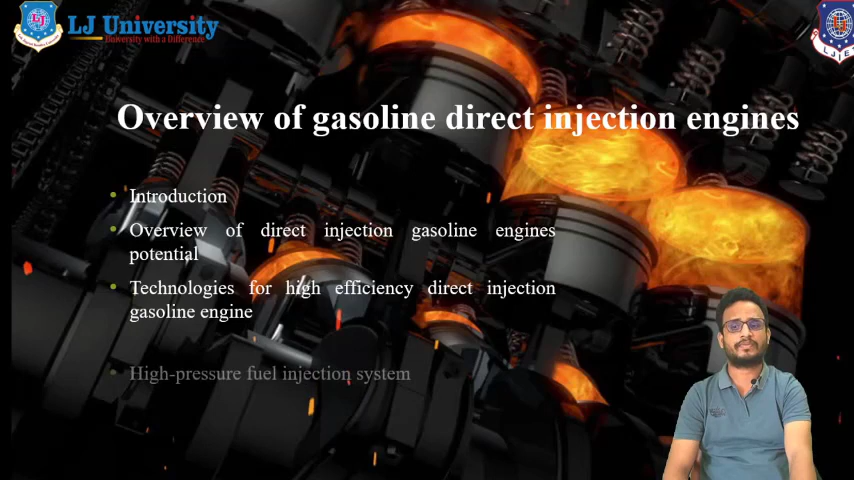 LJ University
University with a Difference
LJIET
Overview of gasoline direct injection engines
Introduction
Overview of direct injection gasoline engines
potential
Technologies for high efficiency direct injection
gasoline engine
High-pressure fuel injection system